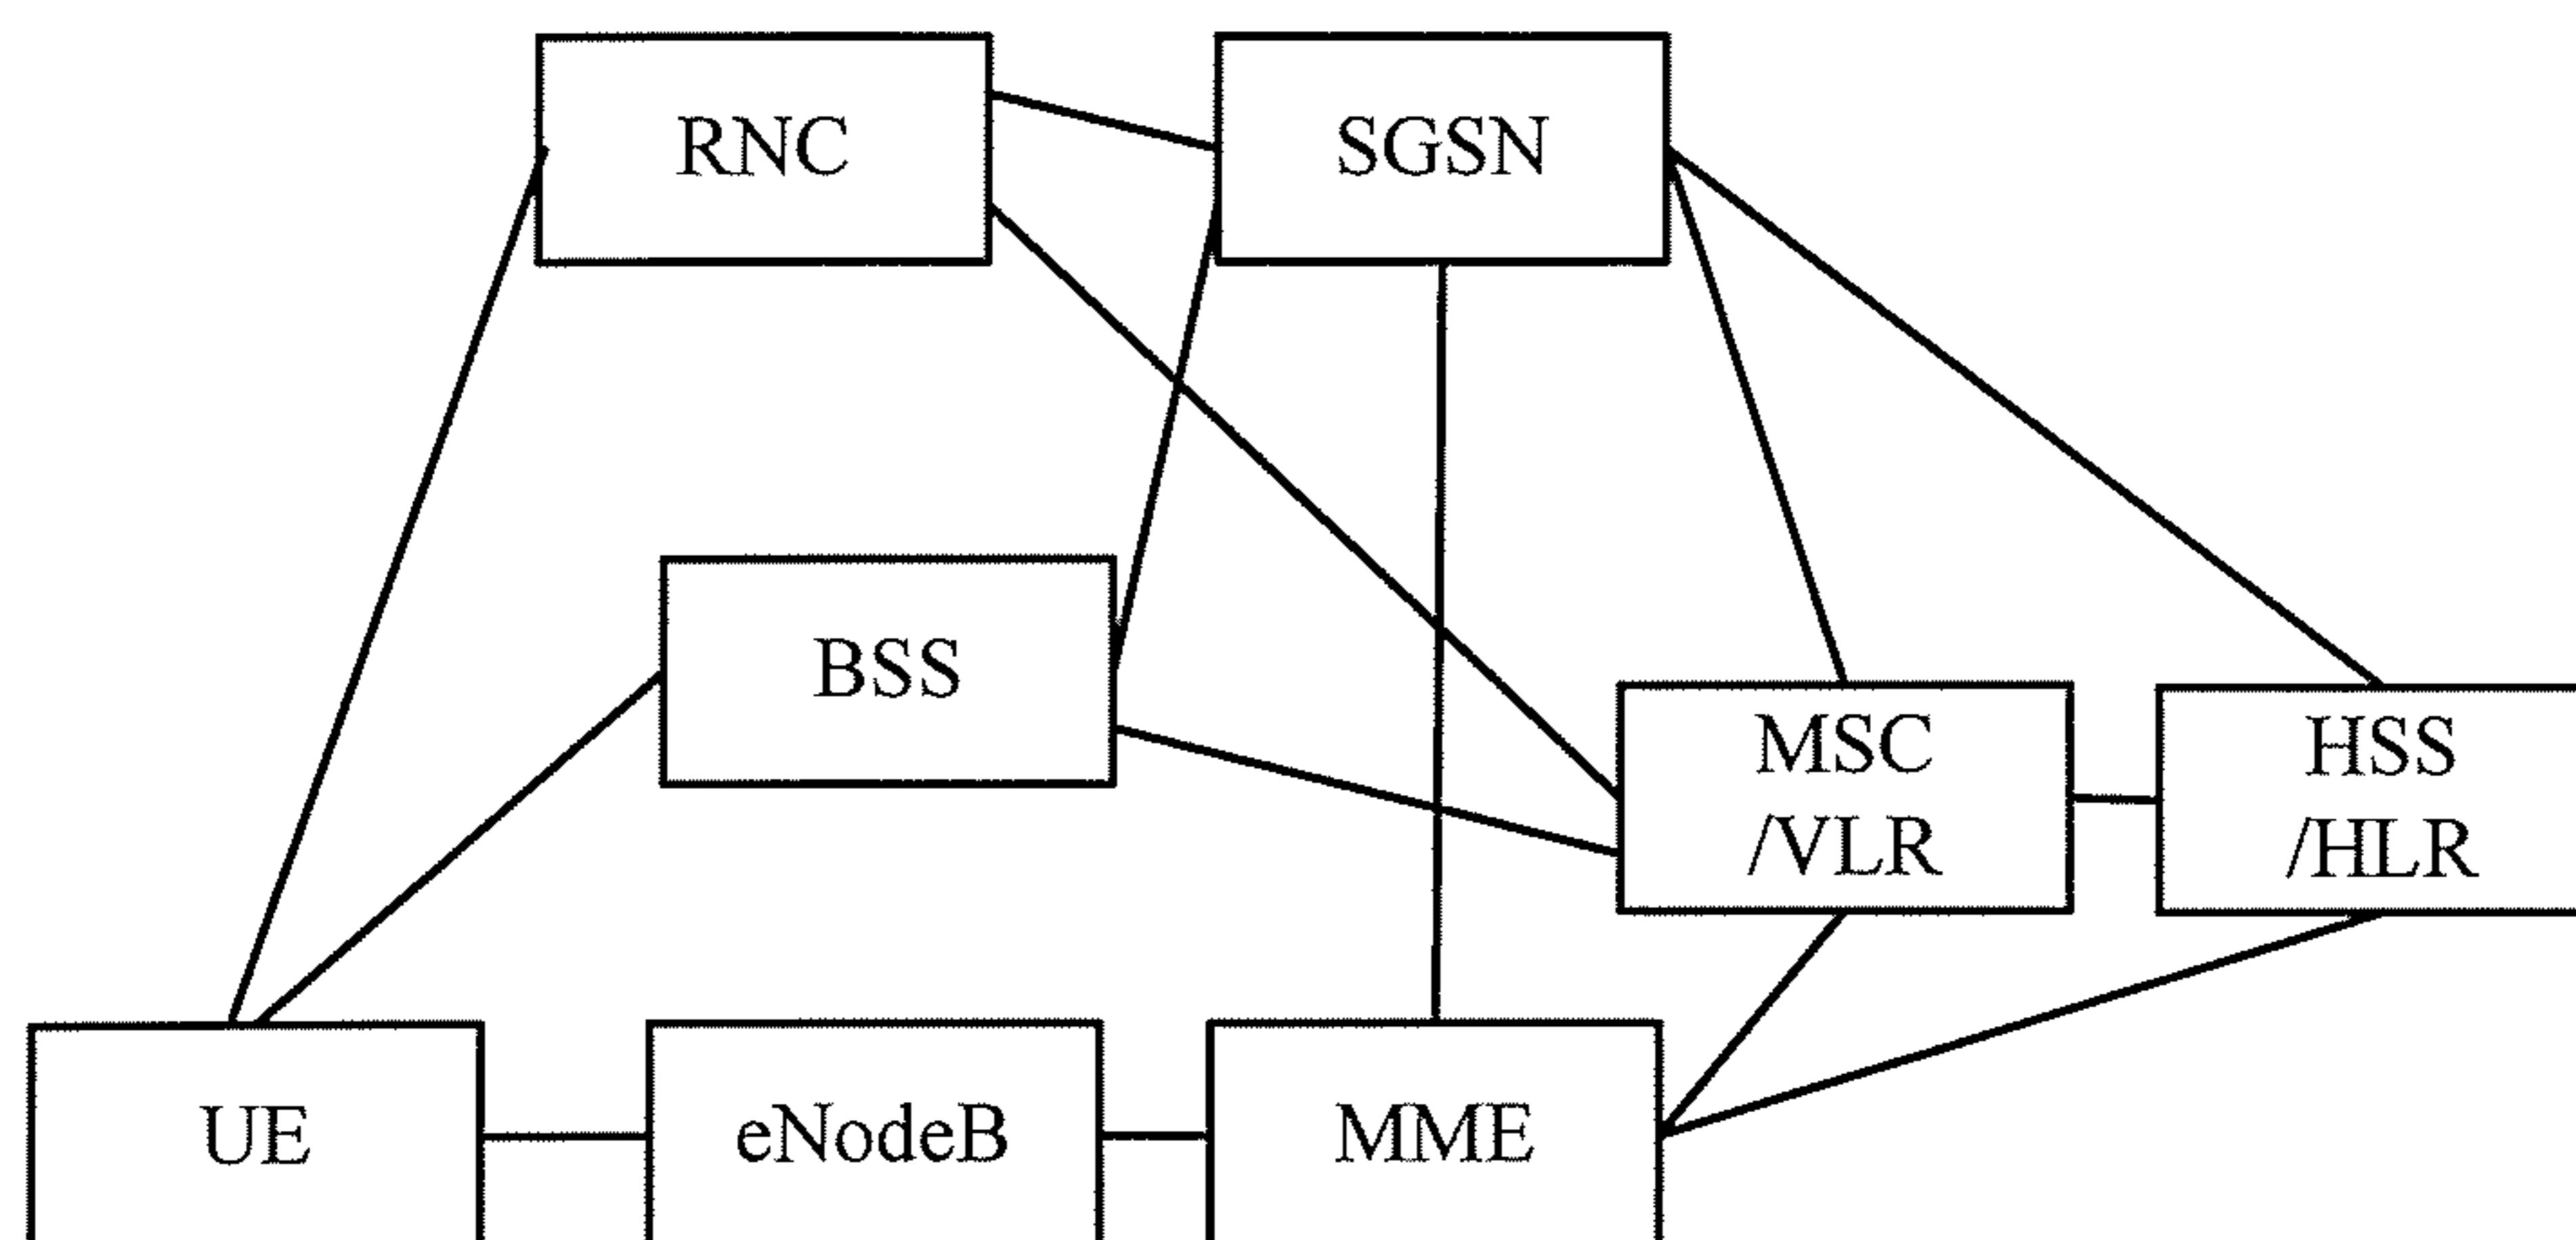 RNC
SGSN
BSS
MSC
/VLR
HSS
/HLR
UE
eNodeB
MME